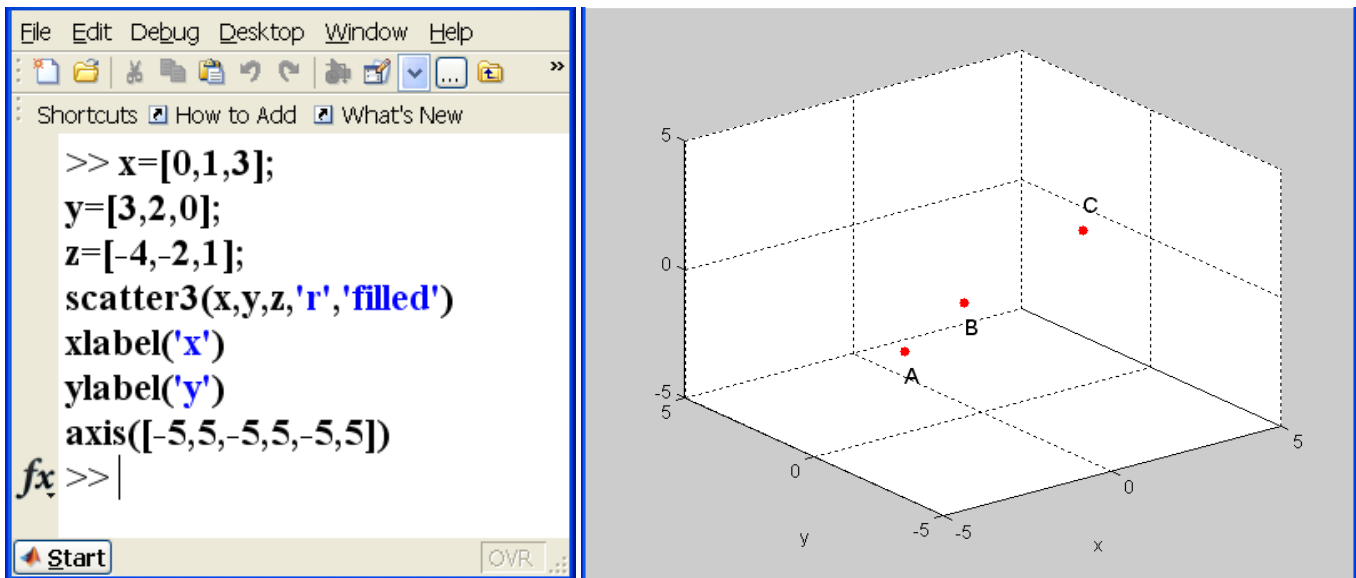 File Edit Debug Desktop Window Help
... »
Shortcuts How to Add What's New
>> x=[0,1,3];
y=[3,2,0];
z=[-4,-2,1];
scatter3(x,y,z,'r','filled')
xlabel('x')
ylabel('y')
axis([-5,5,-5,5,-5,5])
fx >>
Start OVR
5
0
-5
5
0
-5
-5
0
5
y
x
A
B
C